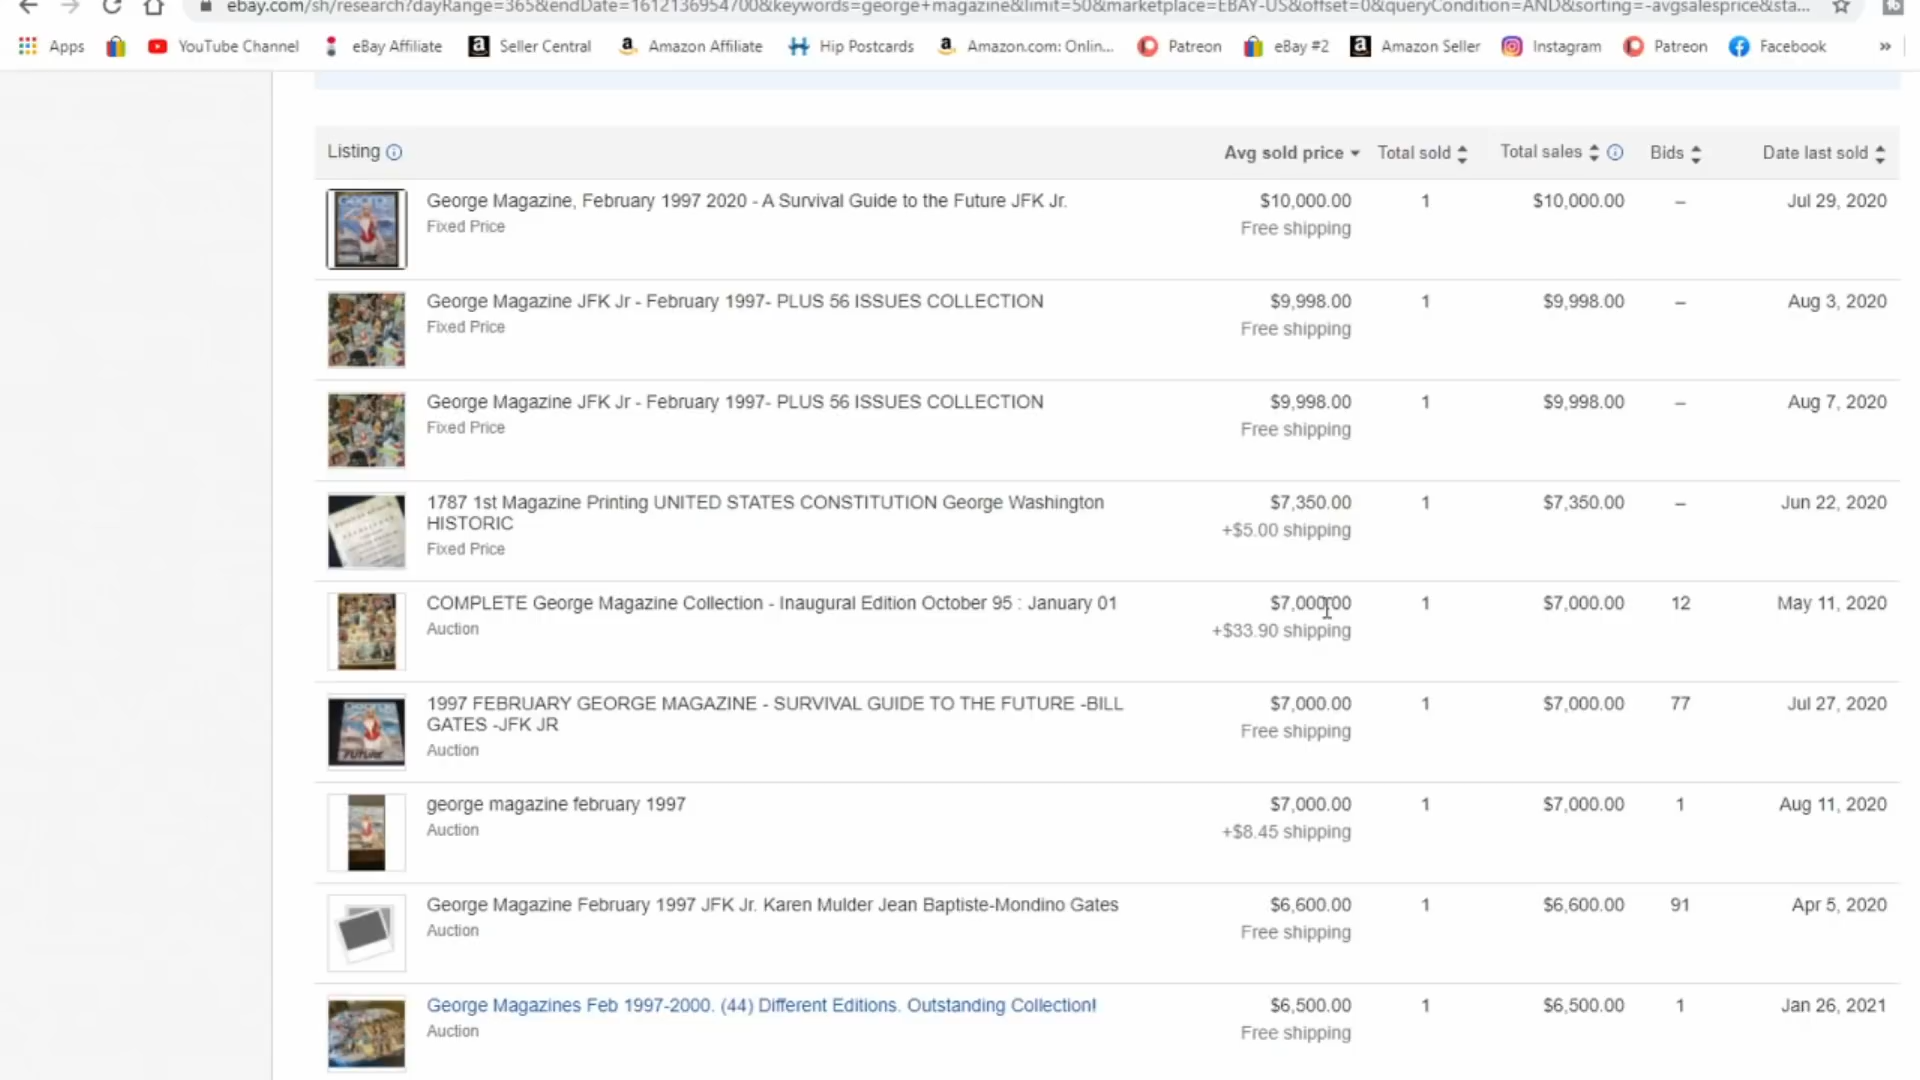 ebay.com/sh/research?dayRange=365&endDate=1612136954700&keywords=george+magazine&limit=50&marketplace=EBAY-US&offset=0&queryCondition=AND&sorting=-avgsalesprice&sta...
Apps YouTube Channel eBay Affiliate Seller Central Amazon Affiliate Hip Postcards Amazon.com: Onlin... Patreon eBay #2 Amazon Seller Instagram Patreon Facebook »
Listing Avg sold price Total sold Total sales Bids Date last sold
George Magazine, February 1997 2020 - A Survival Guide to the Future JFK Jr. $10,000.00 1 $10,000.00 – Jul 29, 2020
Fixed Price Free shipping
George Magazine JFK Jr - February 1997- PLUS 56 ISSUES COLLECTION $9,998.00 1 $9,998.00 – Aug 3, 2020
Fixed Price Free shipping
George Magazine JFK Jr - February 1997- PLUS 56 ISSUES COLLECTION $9,998.00 1 $9,998.00 – Aug 7, 2020
Fixed Price Free shipping
1787 1st Magazine Printing UNITED STATES CONSTITUTION George Washington $7,350.00 1 $7,350.00 – Jun 22, 2020
HISTORIC +$5.00 shipping
Fixed Price
COMPLETE George Magazine Collection - Inaugural Edition October 95 : January 01 $7,000.00 1 $7,000.00 12 May 11, 2020
Auction +$33.90 shipping
1997 FEBRUARY GEORGE MAGAZINE - SURVIVAL GUIDE TO THE FUTURE -BILL $7,000.00 1 $7,000.00 77 Jul 27, 2020
GATES -JFK JR Free shipping
Auction
george magazine february 1997 $7,000.00 1 $7,000.00 1 Aug 11, 2020
Auction +$8.45 shipping
George Magazine February 1997 JFK Jr. Karen Mulder Jean Baptiste-Mondino Gates $6,600.00 1 $6,600.00 91 Apr 5, 2020
Auction Free shipping
George Magazines Feb 1997-2000. (44) Different Editions. Outstanding Collection! $6,500.00 1 $6,500.00 1 Jan 26, 2021
Auction Free shipping